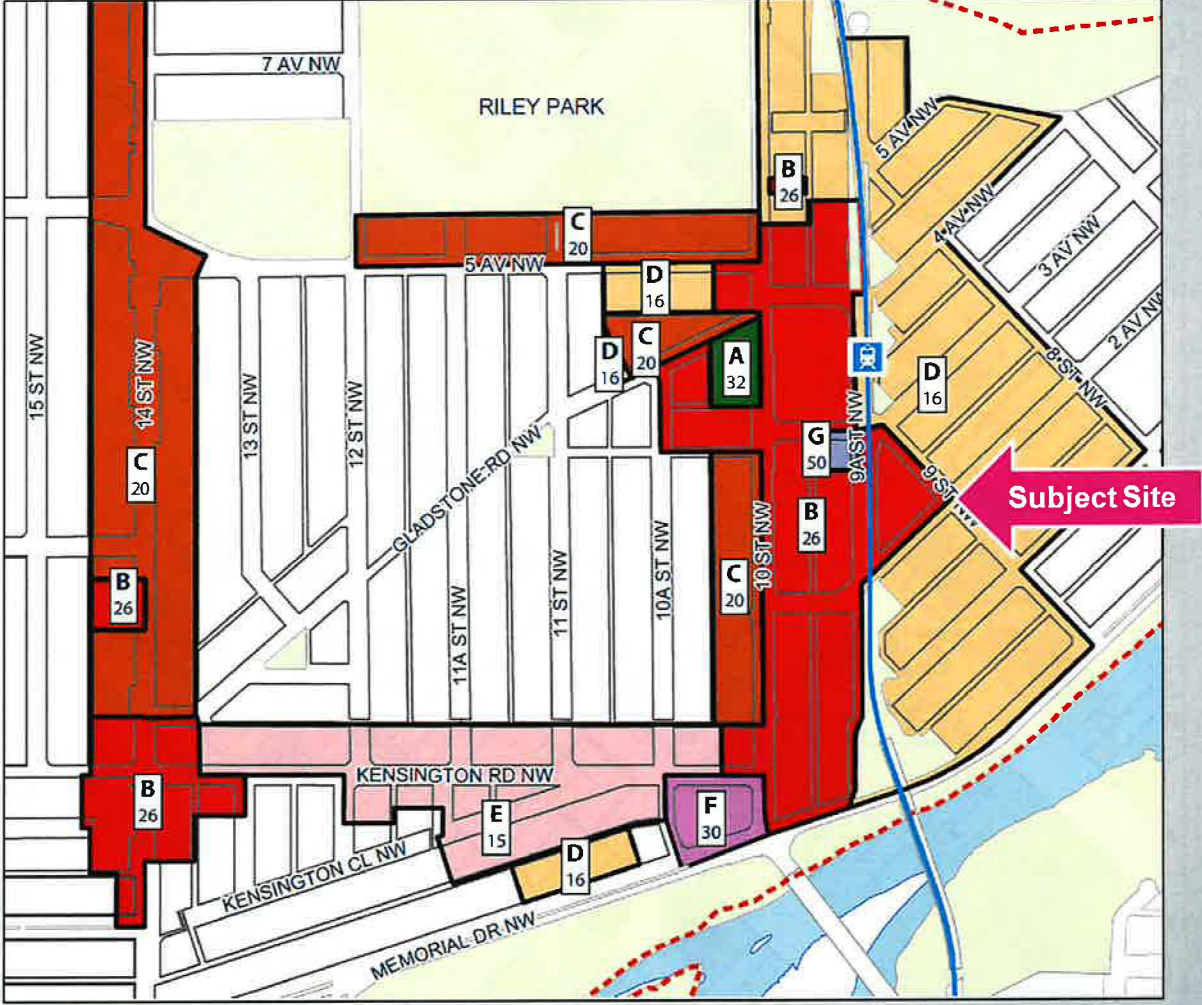 7 AV NW
RILEY PARK
5 AV NW
B
26
4 AV NW
3 AV NW
2 AV NW
C
20
5 AV NW
D
16
C
20
D
16
A
32
8 ST NW
D
16
15 ST NW
14 ST NW
13 ST NW
12 ST NW
GLADSTONE RD NW
G
50
9A ST NW
9 ST
Subject Site
C
20
B
26
10 ST NW
C
20
B
26
11A ST NW
11 ST NW
10A ST NW
KENSINGTON RD NW
B
26
E
15
F
30
D
16
KENSINGTON CL NW
MEMORIAL DR NW